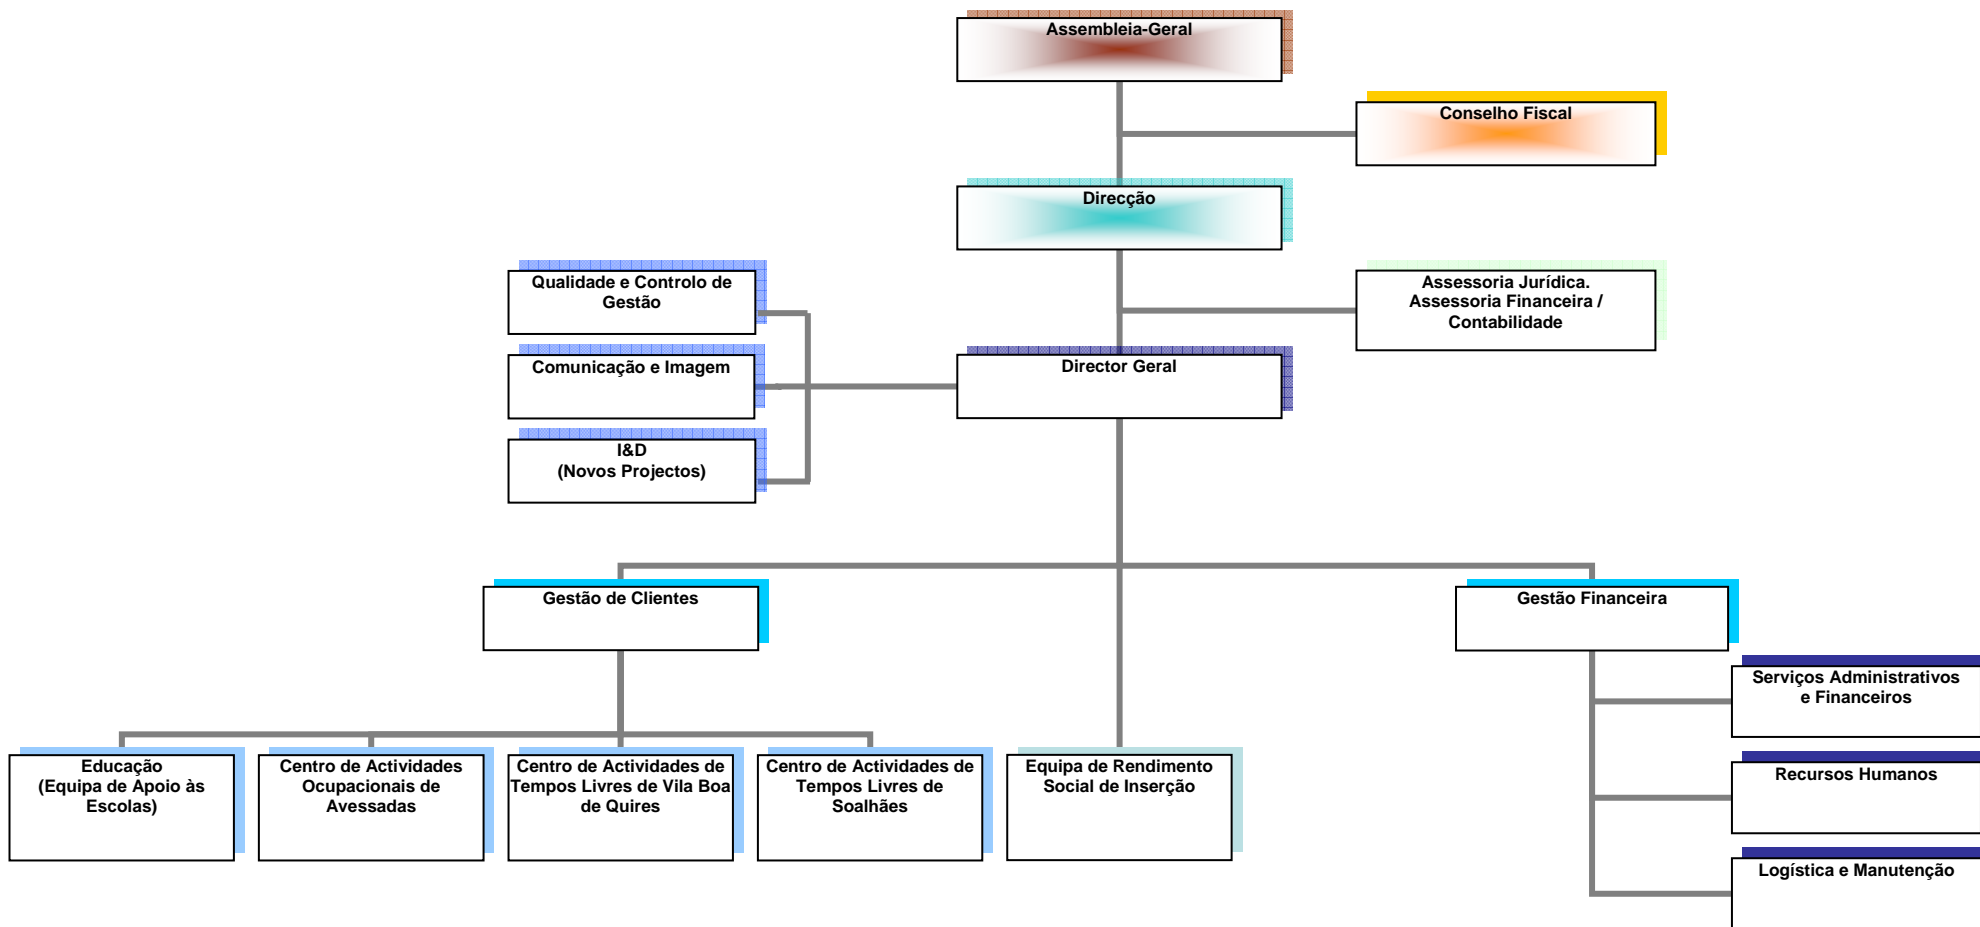 Assembleia-Geral
Conselho Fiscal
Direcção
Qualidade e Controlo de
Gestão
Assessoria Jurídica.
Assessoria Financeira /
Contabilidade
Comunicação e Imagem
Director Geral
I&D
(Novos Projectos)
Gestão de Clientes
Gestão Financeira
Serviços Administrativos
e Financeiros
Educação
(Equipa de Apoio às
Escolas)
Centro de Actividades
Ocupacionais de
Avessadas
Centro de Actividades de
Tempos Livres de Vila Boa
de Quires
Centro de Actividades de
Tempos Livres de
Soalhães
Equipa de Rendimento
Social de Inserção
Recursos Humanos
Logística e Manutenção